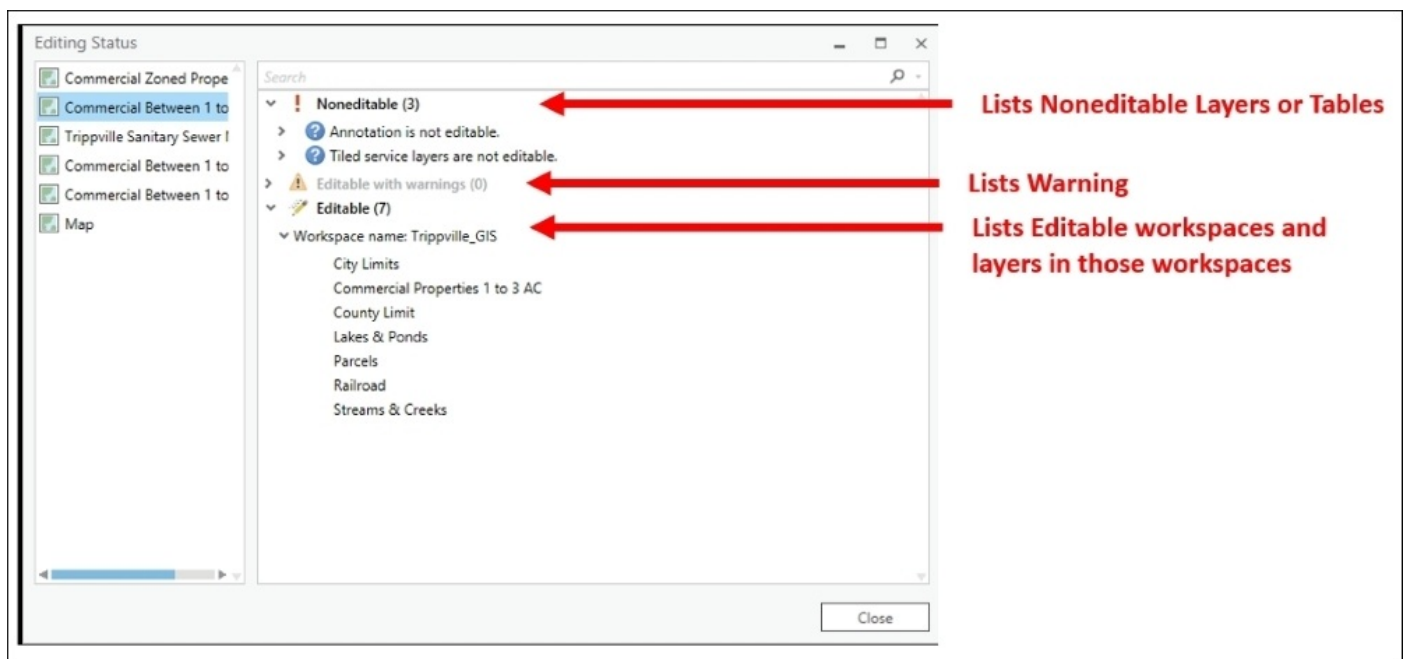 Editing Status
Commercial Zoned Prope
Commercial Between 1 to
Trippville Sanitary Sewer
Commercial Between 1 to
Commercial Between 1 to
Map
Search
Noneditable (3)
Annotation is not editable.
Tiled service layers are not editable.
Editable with warnings (0)
Editable (7)
Workspace name: Trippville_GIS
City Limits
Commercial Properties 1 to 3 AC
County Limit
Lakes & Ponds
Parcels
Railroad
Streams & Creeks
Close
Lists Noneditable Layers or Tables
Lists Warning
Lists Editable workspaces and
layers in those workspaces